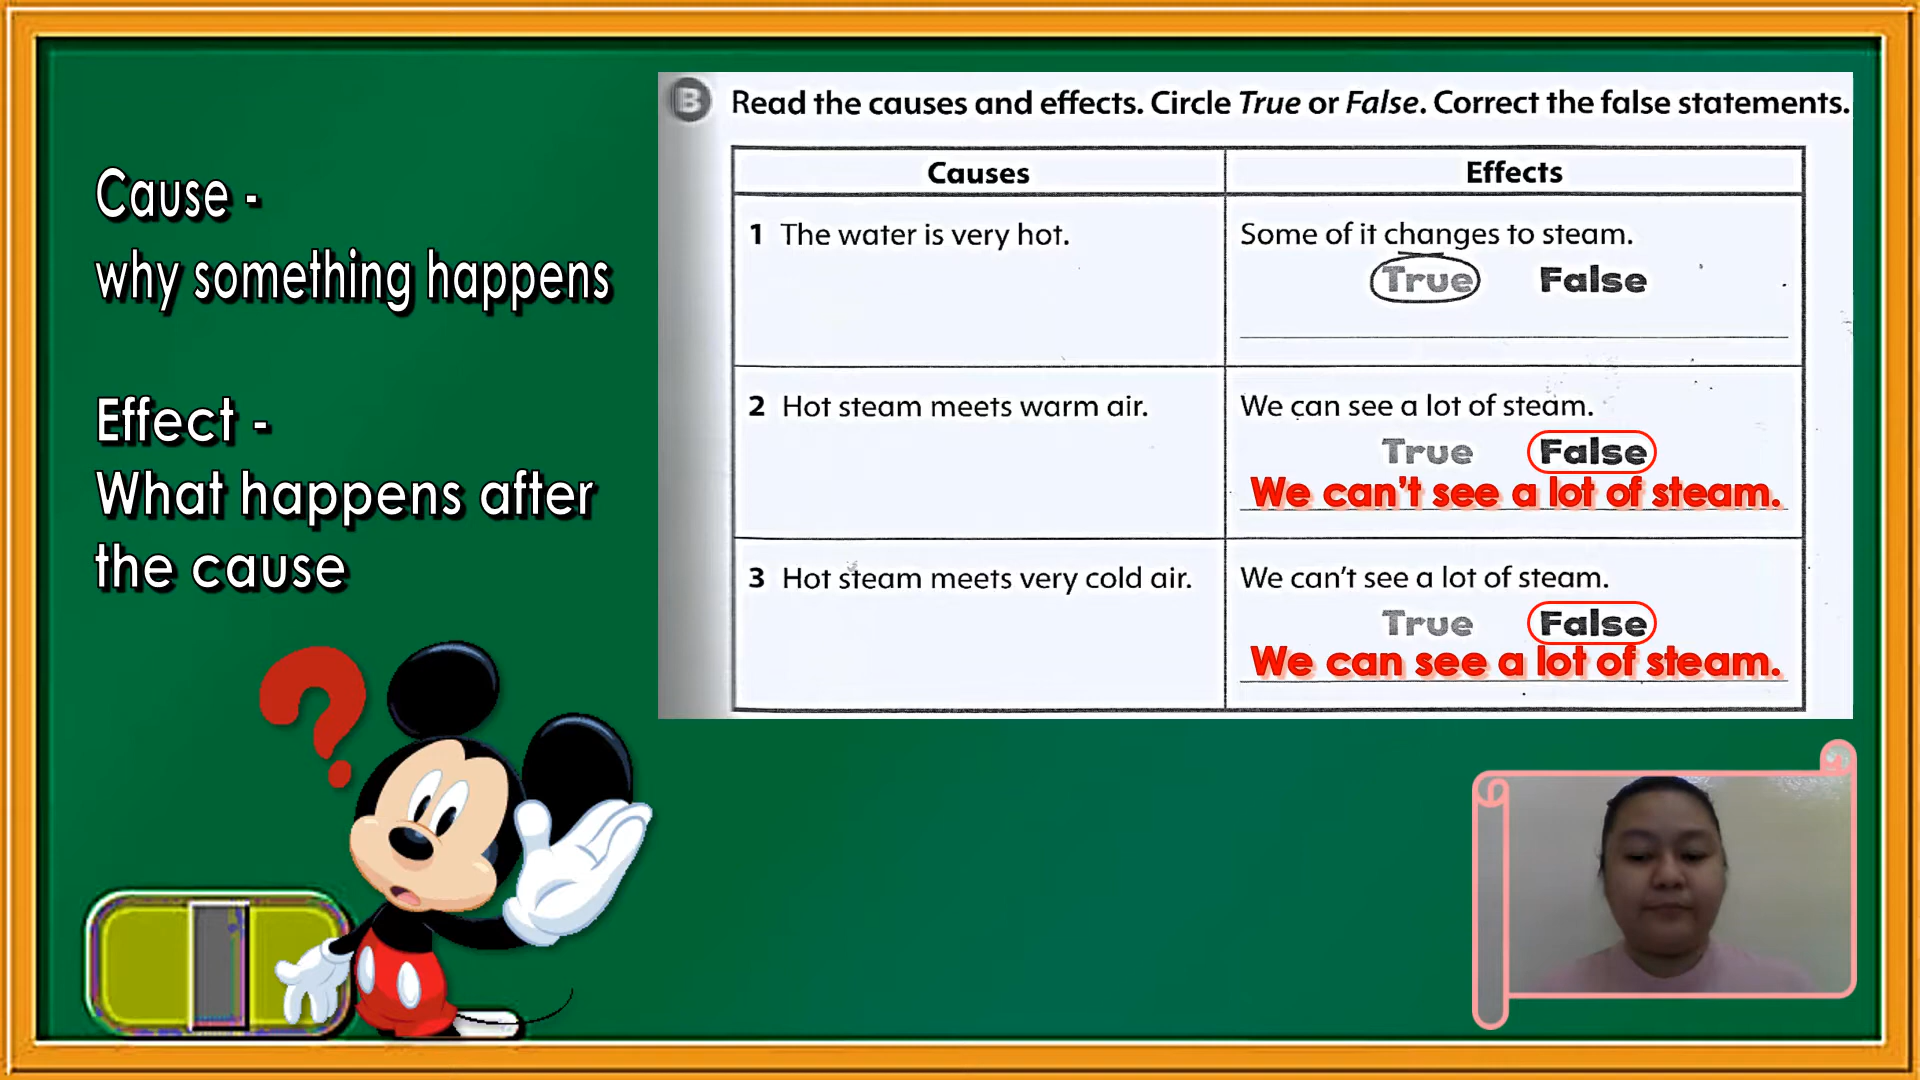 Cause -
why something happens
Effect -
What happens after
the cause
B Read the causes and effects. Circle True or False. Correct the false statements.
Causes Effects
1 The water is very hot. Some of it changes to steam.
True False
2 Hot steam meets warm air. We can see a lot of steam.
True False
We can't see a lot of steam.
3 Hot steam meets very cold air. We can't see a lot of steam.
True False
We can see a lot of steam.
?